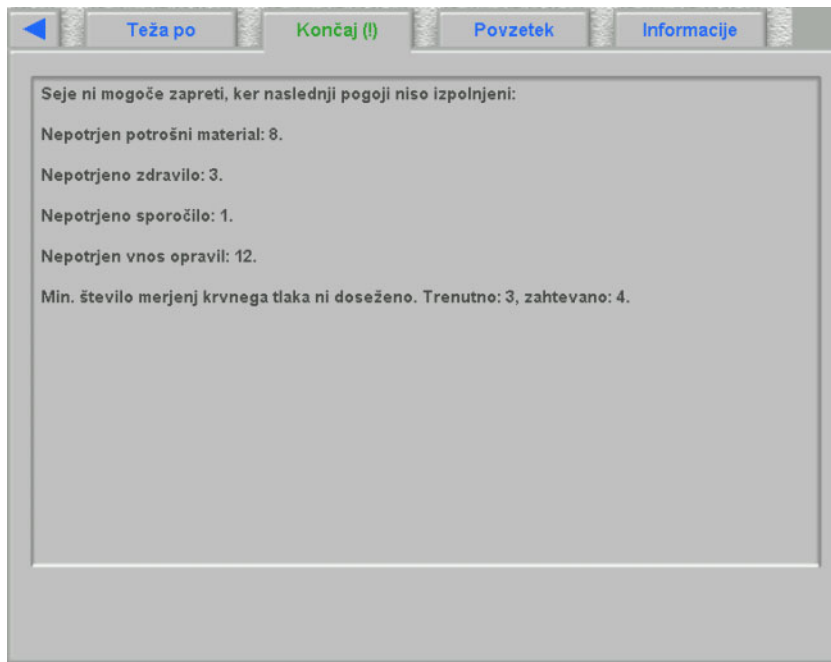 Teža po
Končaj (!)
Povzetek
Informacije
Seje ni mogoče zapreti, ker naslednji pogoji niso izpolnjeni:
Nepotrjen potrošni material: 8.
Nepotrjeno zdravilo: 3.
Nepotrjeno sporočilo: 1.
Nepotrjen vnos opravil: 12.
Min. število merjenj krvnega tlaka ni doseženo. Trenutno: 3, zahtevano: 4.